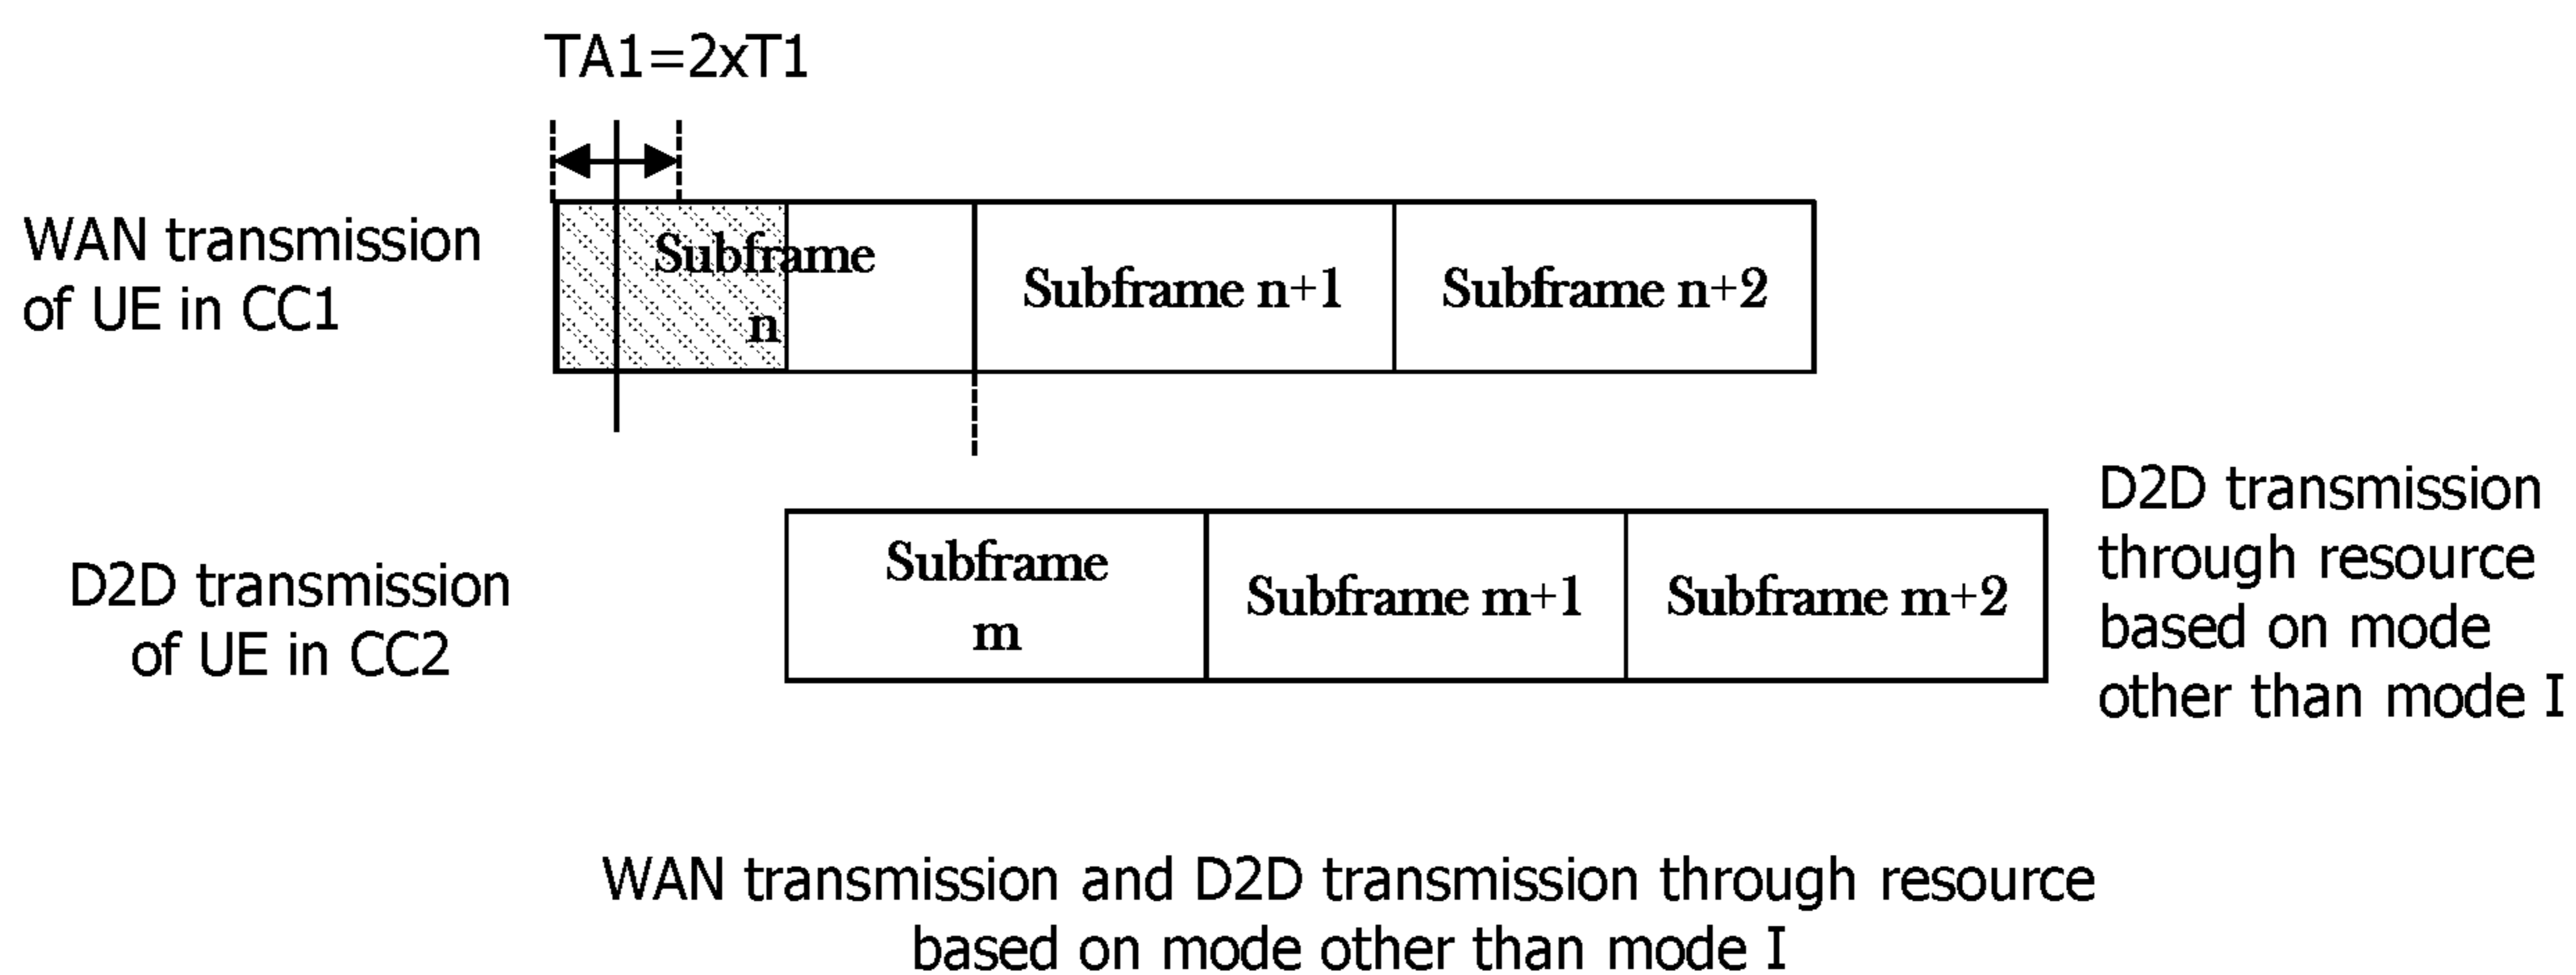 TA1=2xT1
WAN transmission
of UE in CC1
Subframe
n
Subframe n+1
Subframe n+2
D2D transmission
of UE in CC2
Subframe
m
Subframe m+1
Subframe m+2
D2D transmission
through resource
based on mode
other than mode I
WAN transmission and D2D transmission through resource
based on mode other than mode I